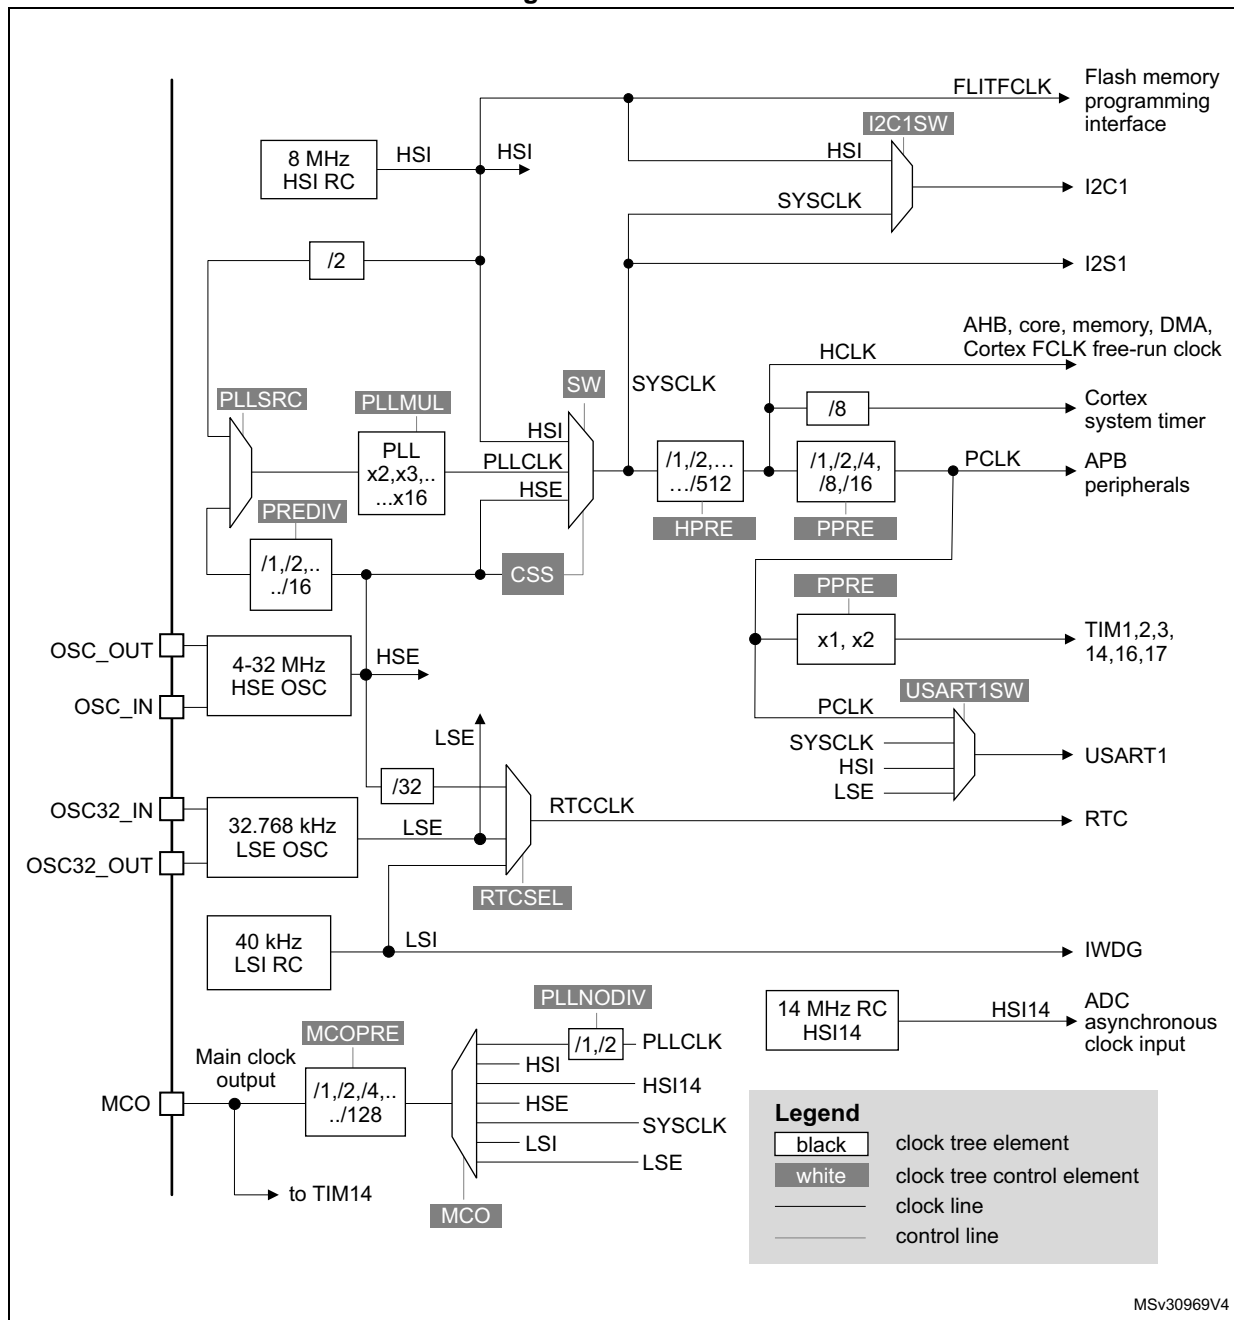 FLITFCLK
Flash memory
programming
interface
I2C1SW
8 MHz
HSI RC
HSI
HSI
HSI
SYSCLK
I2C1
/2
I2S1
AHB, core, memory, DMA,
Cortex FCLK free-run clock
HCLK
SW
SYSCLK
PLLSRC
PLLMUL
/8
Cortex
system timer
PLL
x2,x3,..
...x16
HSI
PLLCLK
HSE
/1,/2,...
.../512
/1,/2,/4,
/8,/16
PCLK
APB
peripherals
PREDIV
HPRE
PPRE
/1,/2,..
../16
CSS
PPRE
OSC_OUT
OSC_IN
4-32 MHz
HSE OSC
HSE
x1, x2
TIM1,2,3,
14,16,17
USART1SW
PCLK
SYSCLK
HSI
LSE
USART1
LSE
/32
OSC32_IN
OSC32_OUT
32.768 kHz
LSE OSC
LSE
RTCCLK
RTC
RTCSEL
40 kHz
LSI RC
LSI
IWDG
PLLNODIV
14 MHz RC
HSI14
HSI14
ADC
asynchronous
clock input
MCOPRE
Main clock
output
MCO
/1,/2,/4,..
../128
/1,/2
PLLCLK
HSI
HSI14
HSE
SYSCLK
LSI
LSE
to TIM14
MCO
Legend
black clock tree element
white clock tree control element
clock line
control line
MSv30969V4